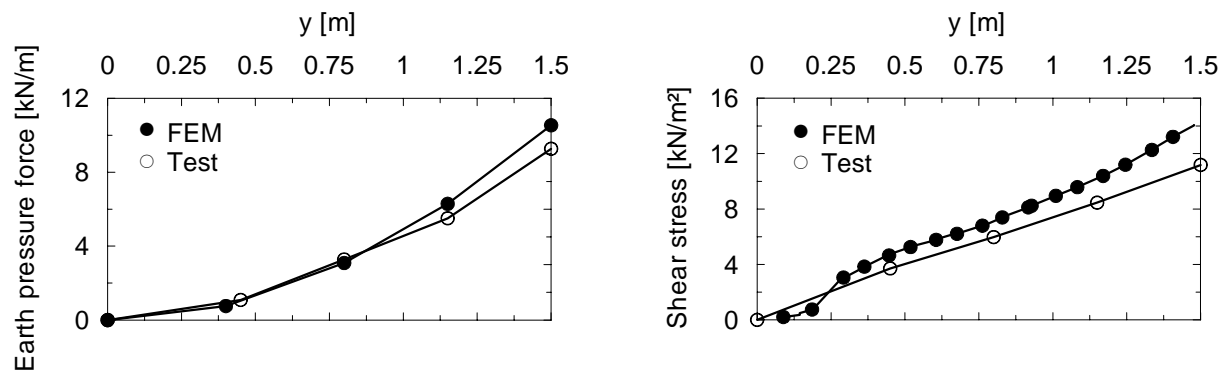 y [m]
0 0.25 0.5 0.75 1 1.25 1.5
12
8
4
0
Earth pressure force [kN/m]
FEM
Test
y [m]
0 0.25 0.5 0.75 1 1.25 1.5
16
12
8
4
0
Shear stress [kN/m²]
FEM
Test